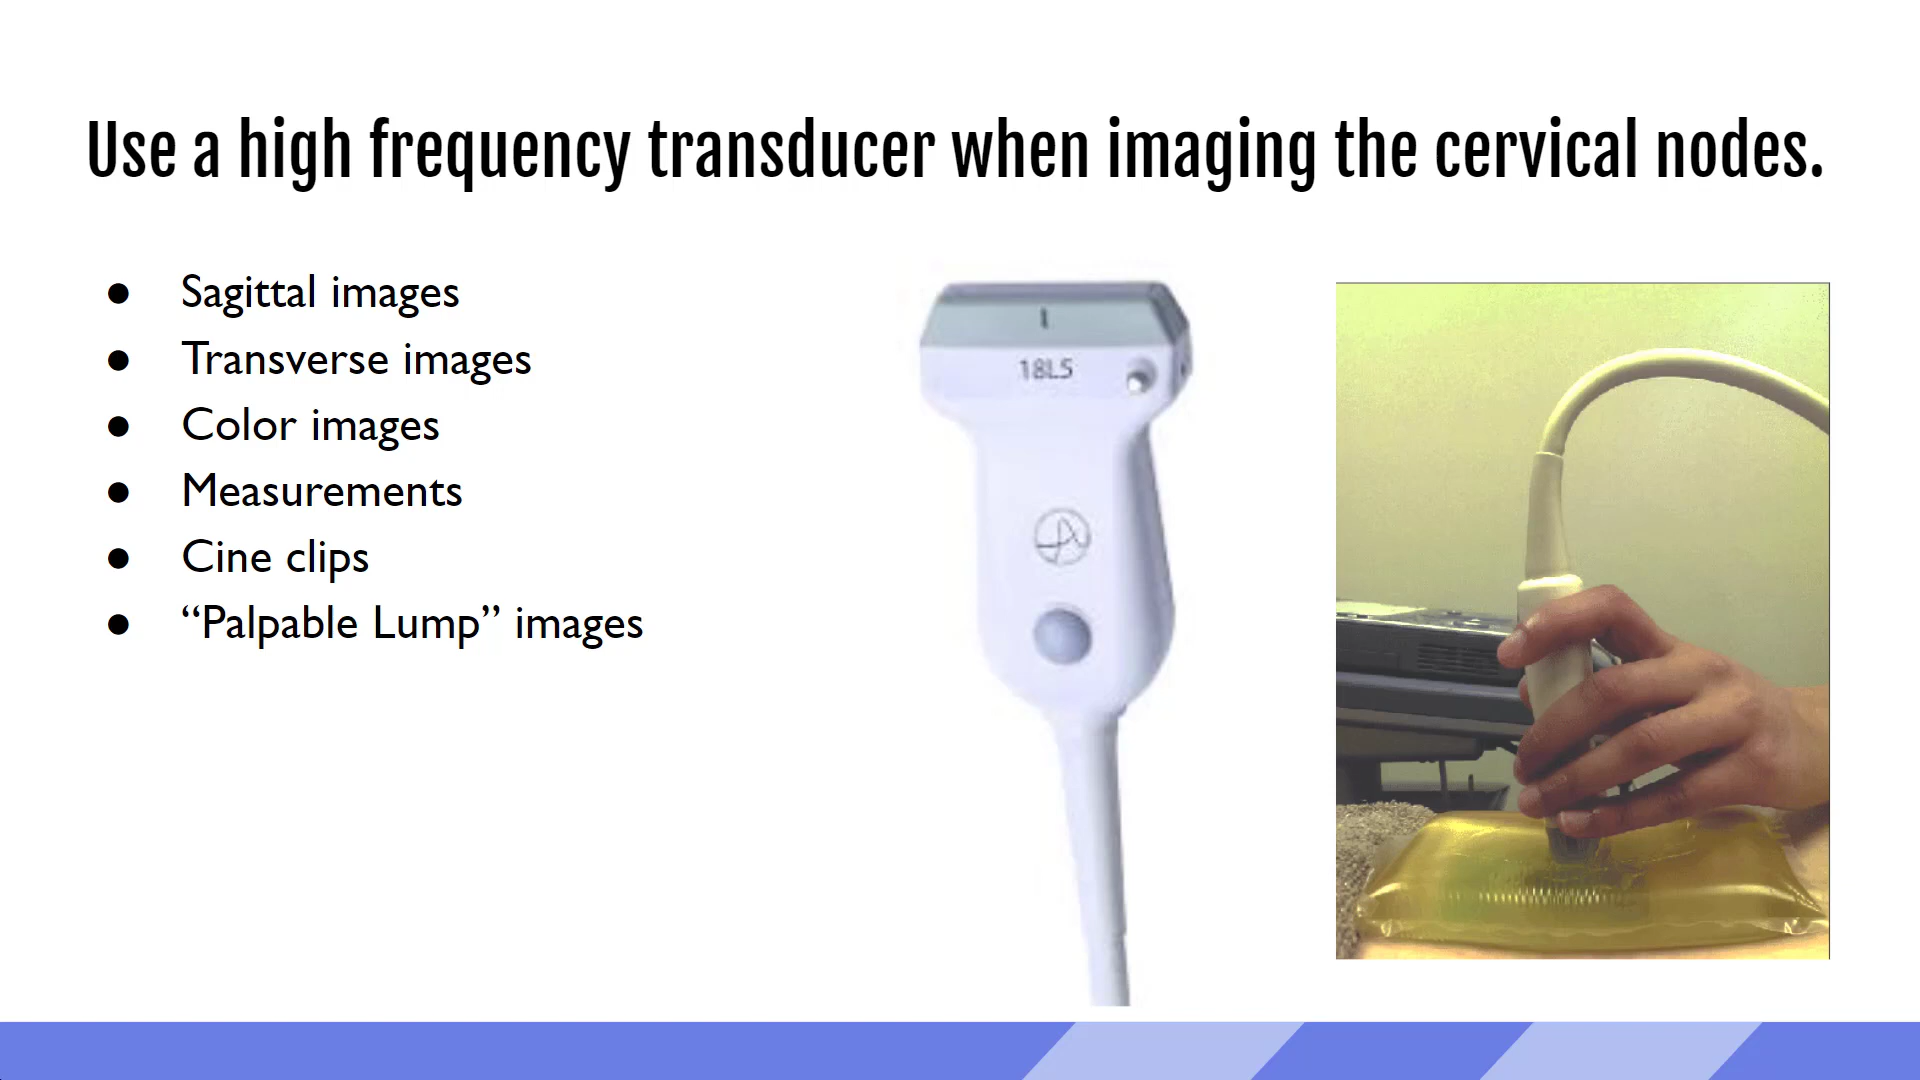 Use a high frequency transducer when imaging the cervical nodes.
● Sagittal images
● Transverse images
● Color images
● Measurements
● Cine clips
● “Palpable Lump” images
18L5